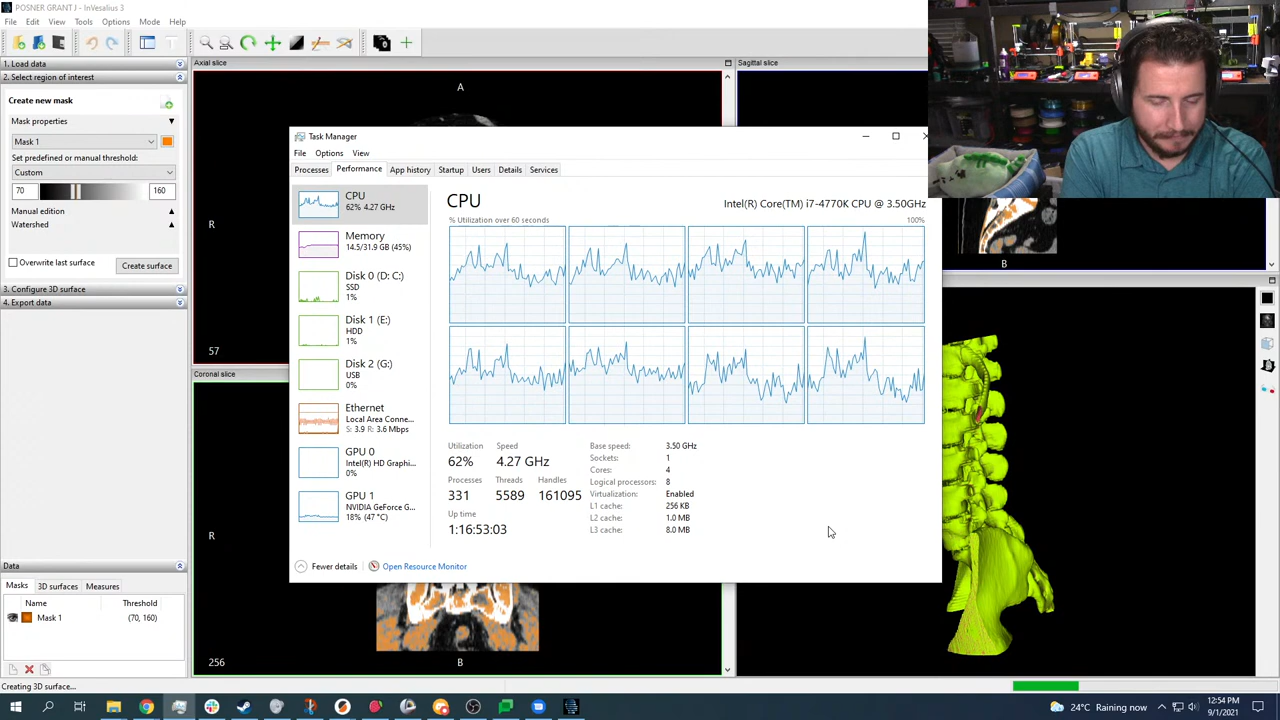 POSNER GRANT J - InVesalius 3
File Edit View Tools Options Mode Help
1. Load data
2. Select region of interest
Create new mask
Mask properties
Mask 1
Set predefined or manual threshold:
Custom
70 160
Manual edition
Watershed
Overwrite last surface Create surface
3. Configure 3D surface
4. Export data
Data
Masks 3D surfaces Measures
Name Threshold
Mask 1 (70, 160)
Creating 3D surface...
Axial slice
A
R
57
Sagittal slice
B
Coronal slice
R
256
B
Task Manager
File Options View
Processes Performance App history Startup Users Details Services
CPU
62% 4.27 GHz
Memory
14.5/31.9 GB (45%)
Disk 0 (D: C:)
SSD
1%
Disk 1 (E:)
HDD
1%
Disk 2 (G:)
USB
0%
Ethernet
Local Area Conne...
S: 3.9 R: 3.6 Mbps
GPU 0
Intel(R) HD Graphi...
0%
GPU 1
NVIDIA GeForce G...
18% (47 °C)
CPU Intel(R) Core(TM) i7-4770K CPU @ 3.50GHz
% Utilization over 60 seconds 100%
Utilization Speed
62% 4.27 GHz
Processes Threads Handles
331 5589 161095
Up time
1:16:53:03
Base speed: 3.50 GHz
Sockets: 1
Cores: 4
Logical processors: 8
Virtualization: Enabled
L1 cache: 256 KB
L2 cache: 1.0 MB
L3 cache: 8.0 MB
Fewer details Open Resource Monitor
24°C Raining now
12:54 PM
9/1/2021